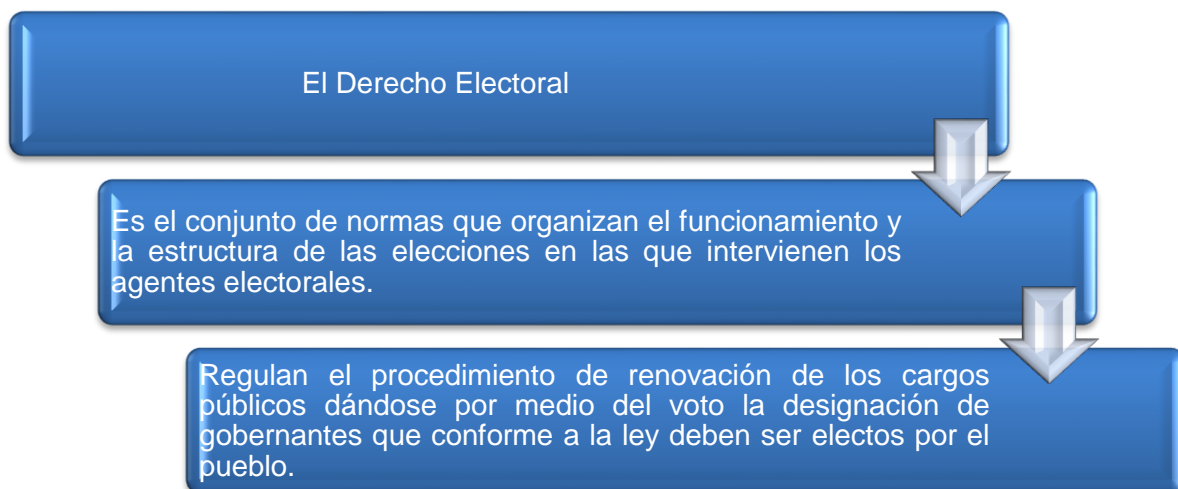 El Derecho Electoral
Es el conjunto de normas que organizan el funcionamiento y
la estructura de las elecciones en las que intervienen los
agentes electorales.
Regulan el procedimiento de renovación de los cargos
públicos dándose por medio del voto la designación de
gobernantes que conforme a la ley deben ser electos por el
pueblo.